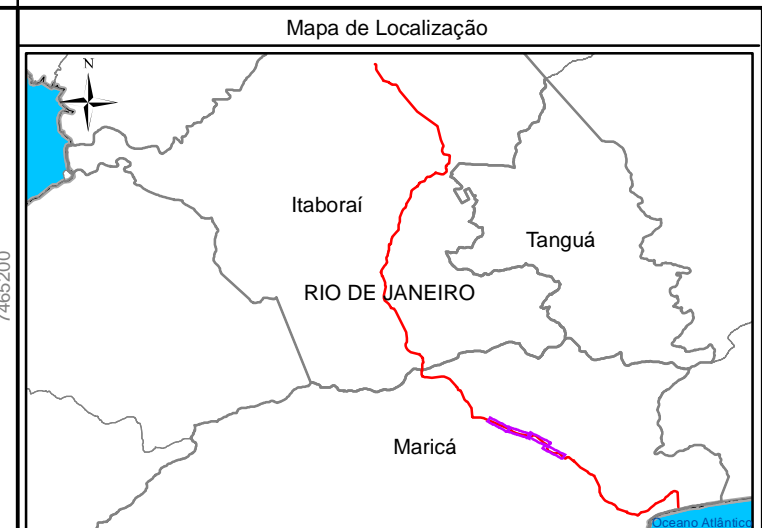 Mapa de Localização
N
Itaboraí
Tanguá
RIO DE JANEIRO
7465200
Maricá
Oceano Atlântico